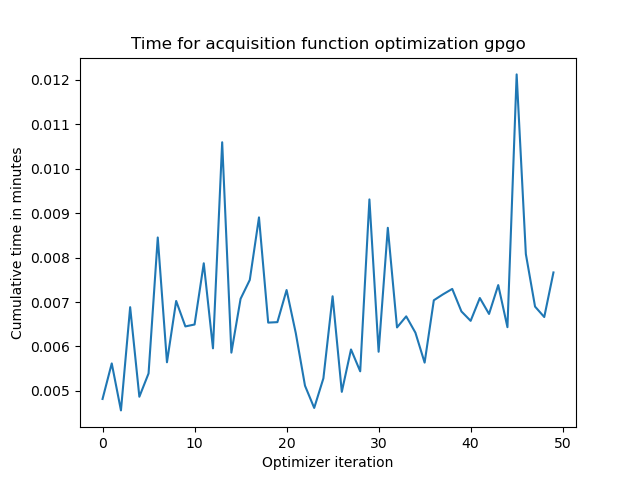 Time for acquisition function optimization gpgo
0.012
0.011
0.010
0.009
0.008
0.007
0.006
0.005
Cumulative time in minutes
0 10 20 30 40 50
Optimizer iteration